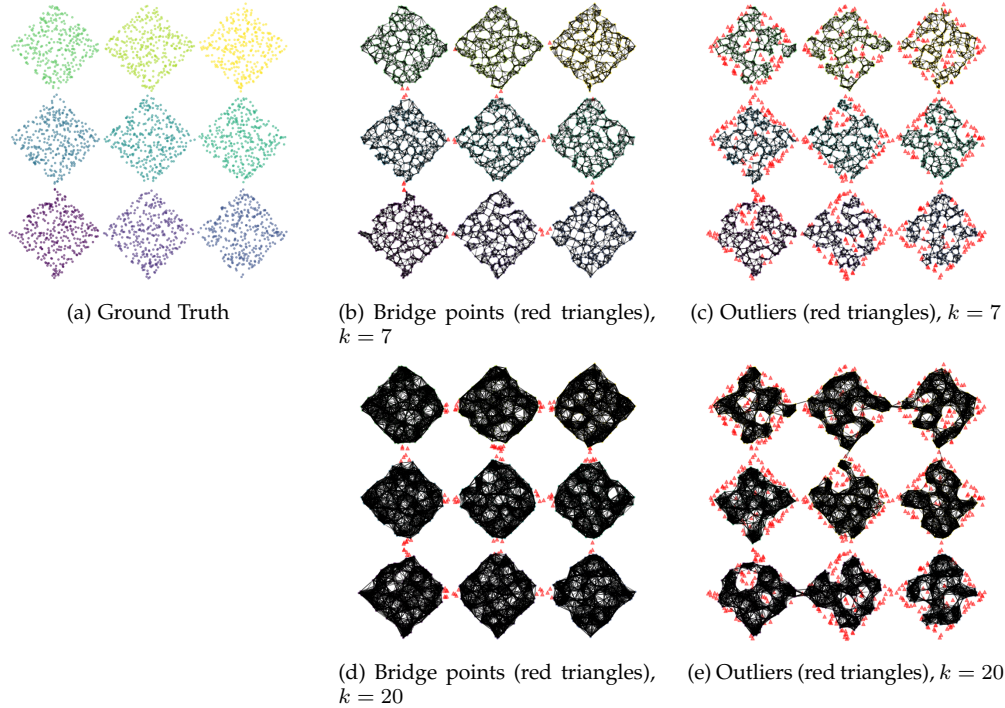 (a) Ground Truth
(b) Bridge points (red triangles),
k = 7
(c) Outliers (red triangles), k = 7
(d) Bridge points (red triangles),
k = 20
(e) Outliers (red triangles), k = 20